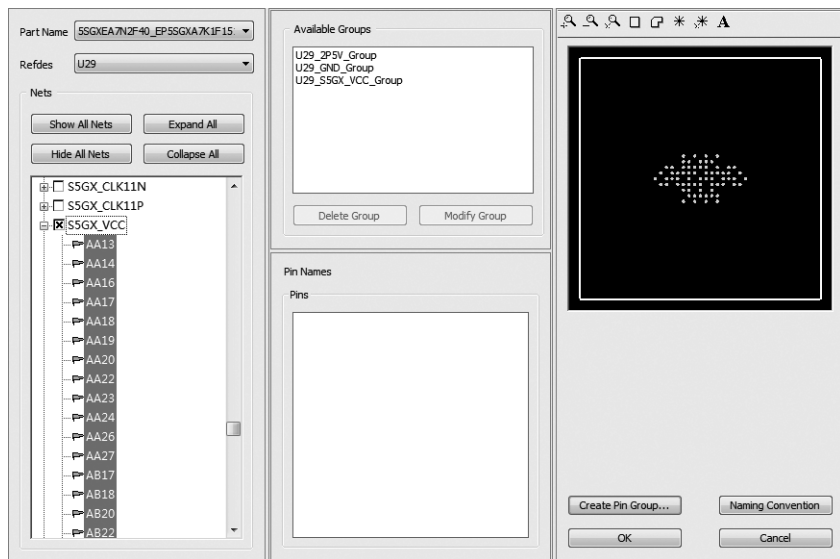 Part Name 5SGXEA7N2F40_EP5SGXA7K1F15
Refdes U29
Nets
Show All Nets Expand All
Hide All Nets Collapse All
S5GX_CLK11N
S5GX_CLK11P
S5GX_VCC
AA13
AA14
AA16
AA17
AA18
AA19
AA20
AA22
AA23
AA24
AA26
AA27
AB17
AB18
AB20
AB22
Available Groups
U29_2P5V_Group
U29_GND_Group
U29_S5GX_VCC_Group
Delete Group Modify Group
Pin Names
Pins
A
Create Pin Group... Naming Convention
OK Cancel